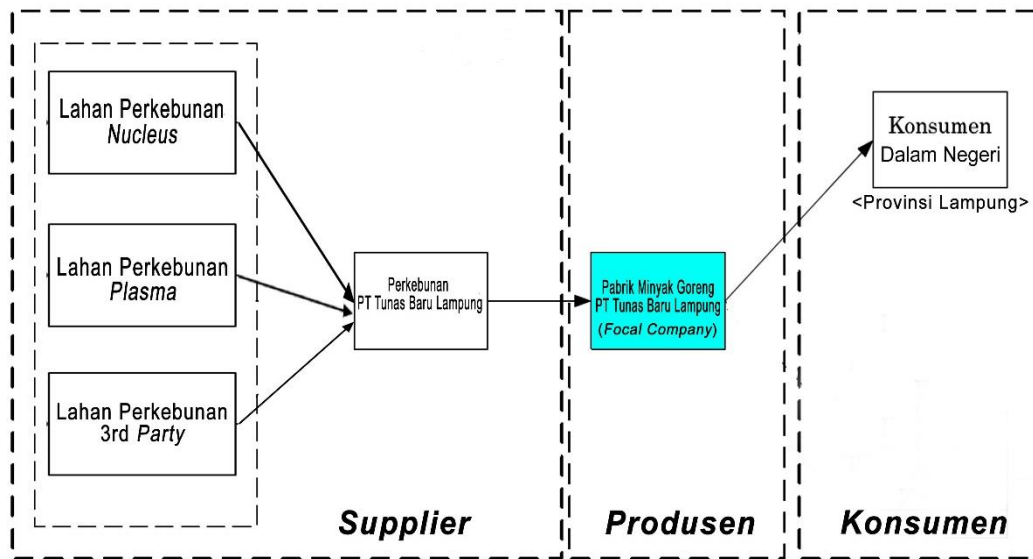 Lahan Perkebunan
Nucleus
Lahan Perkebunan
Plasma
Lahan Perkebunan
3rd Party
Perkebunan
PT Tunas Baru Lampung
Pabrik Minyak Goreng
PT Tunas Baru Lampung
(Focal Company)
Konsumen
Dalam Negeri
<Provinsi Lampung>
Supplier
Produsen
Konsumen